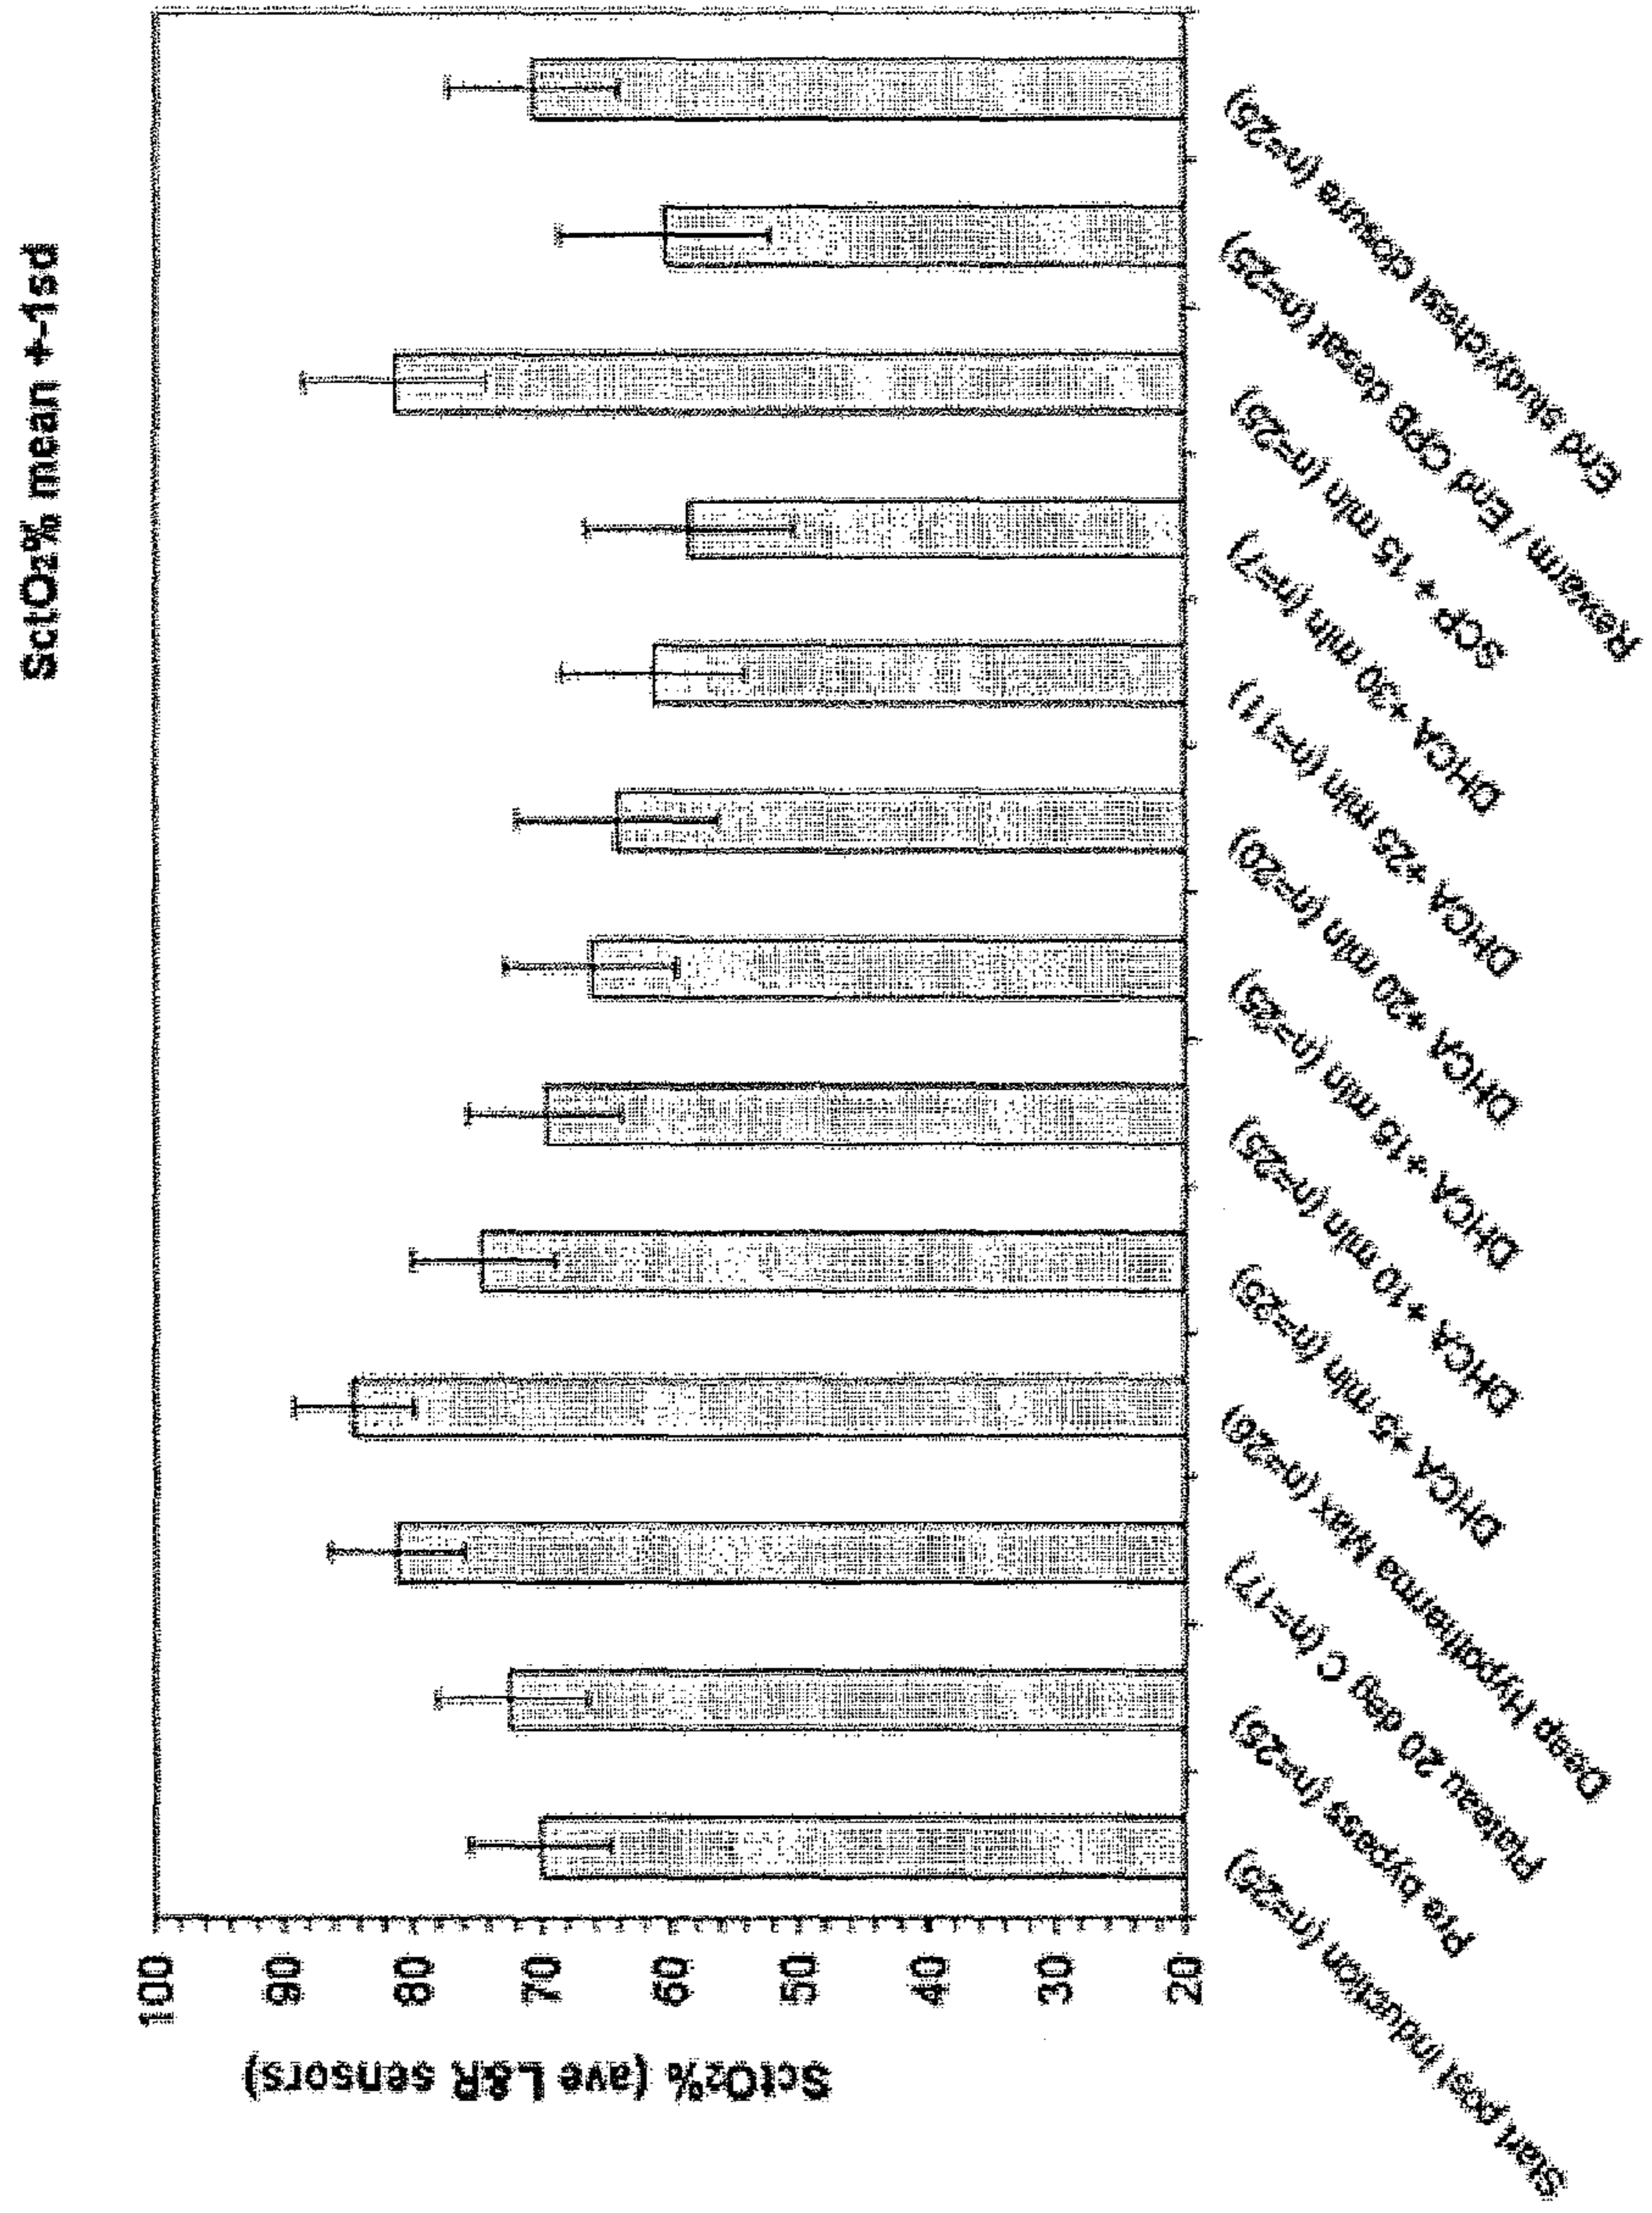 SctO₂% mean +-1sd
SctO₂% (ave L&R sensors)
100
90
80
70
60
50
40
30
20
Start post induction (n=25)
Pre bypass (n=25)
Plateau 20 deg C (n=17)
Deep Hypotherma Max
DHCA +5 min (n=25)
DHCA +10 min (n=25)
DHCA +15 min (n=25)
DHCA +20 min (n=20)
DHCA +25 min (n=11)
DHCA +30 min (n=7)
SCP + 15 min (n=25)
Rewarm / End CPB desat (n=25)
End study/chest closure (n=25)